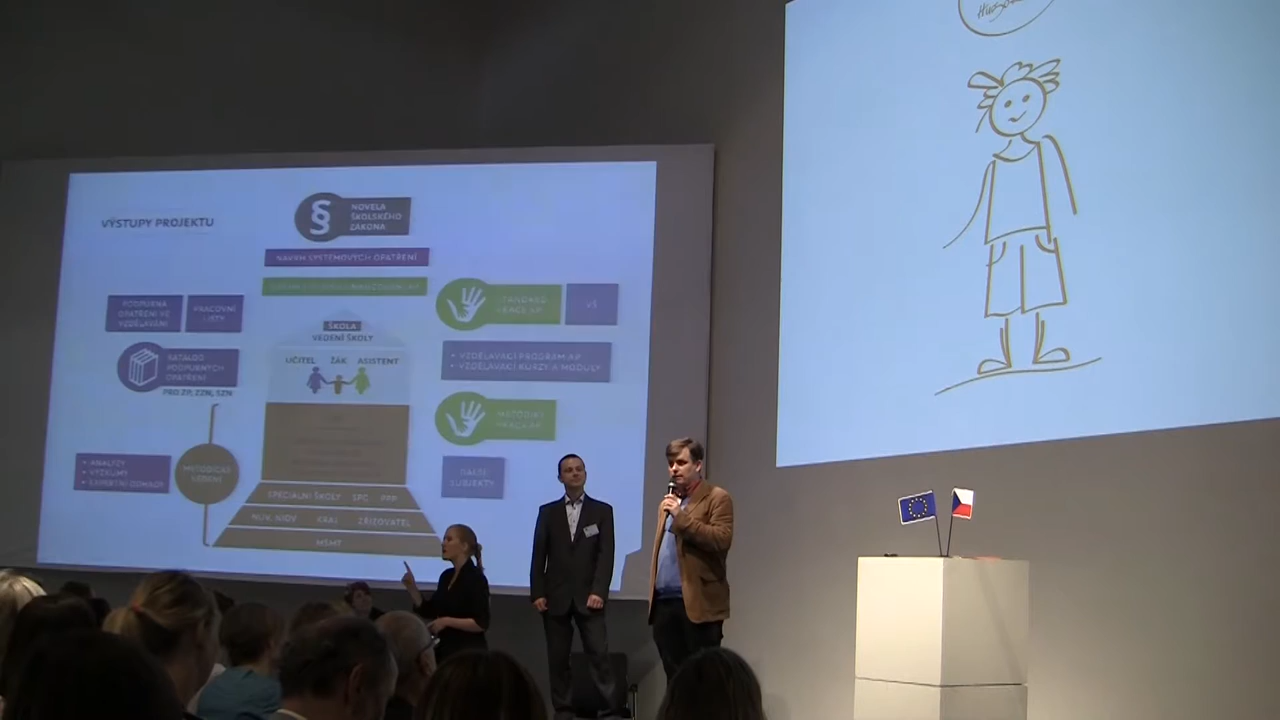 VÝSTUPY PROJEKTU
§
NOVELA
ŠKOLSKÉHO
ZÁKONA
NÁVRH SYSTÉMOVÝCH OPATŘENÍ
PODPŮRNÁ
OPATŘENÍ VE
VZDĚLÁVÁNÍ
PRACOVNÍ
LISTY
KATALOG
PODPŮRNÝCH
OPATŘENÍ
PRO ZP, ZZN, SZN
METODICKÉ
VEDENÍ
• ANALÝZY
• VÝZKUMY
• EXPERTNÍ ODHADY
ŠKOLA
VEDENÍ ŠKOLY
UČITEL ŽÁK ASISTENT
SPECIÁLNÍ ŠKOLY SPC PPP
NÚV, NIDV KRAJ ZŘIZOVATEL
MŠMT
STANDARD
PRÁCE AP
VŠ
• VZDĚLÁVACÍ PROGRAM AP
• VZDĚLÁVACÍ KURZY A MODULY
METODIKY
PRÁCE AP
DALŠÍ
SUBJEKTY